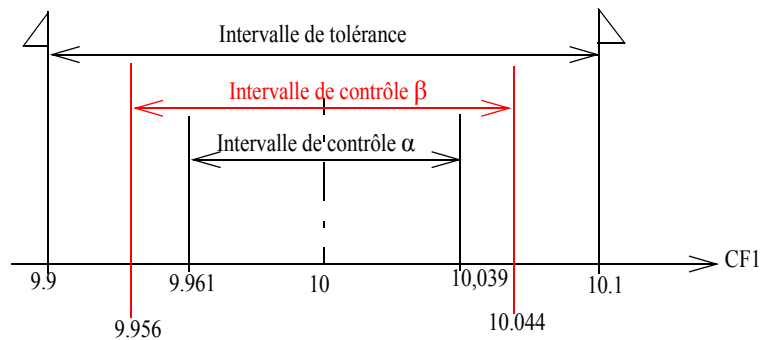 Intervalle de tolérance
Intervalle de contrôle β
Intervalle de contrôle α
CF1
9.9
9.961
10
10,039
10.1
9.956
10.044